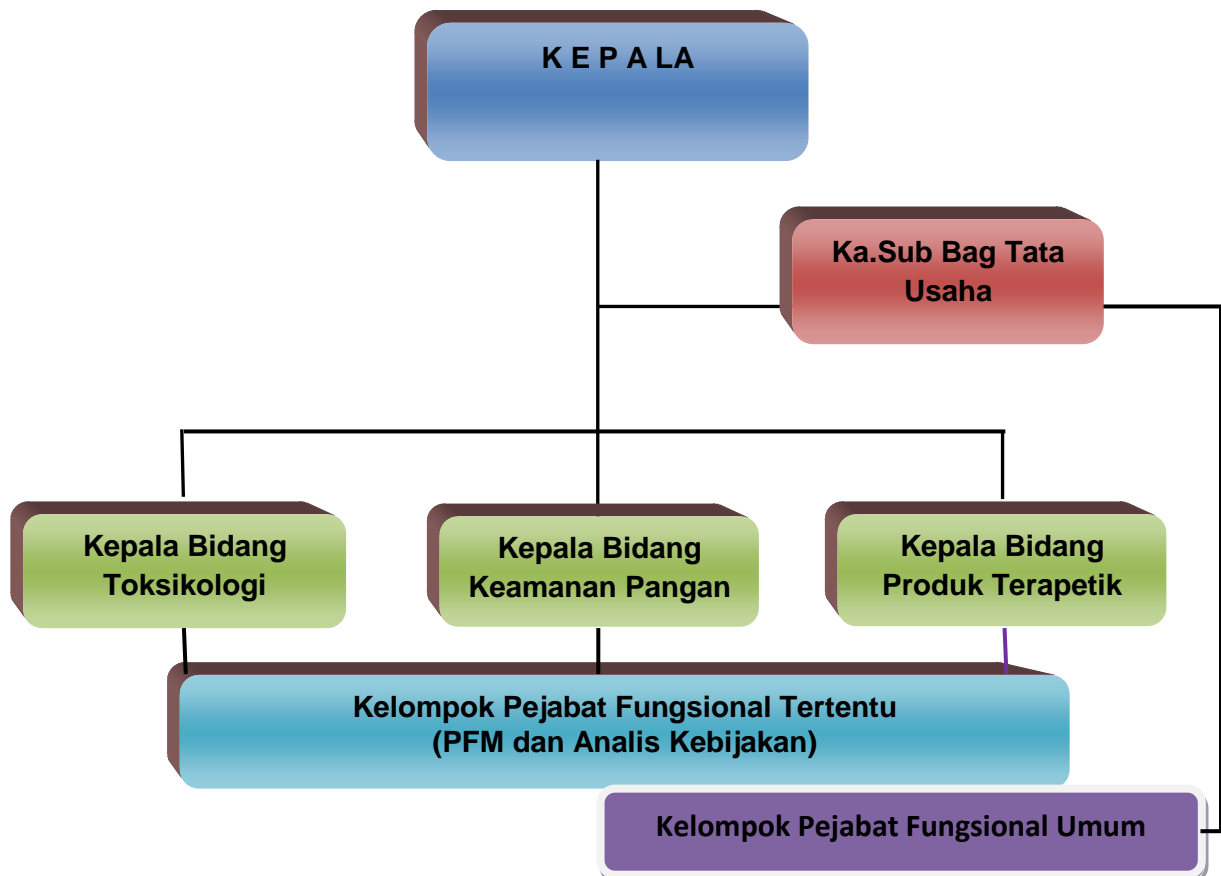 K E P A LA
Ka.Sub Bag Tata
Usaha
Kepala Bidang
Toksikologi
Kepala Bidang
Keamanan Pangan
Kepala Bidang
Produk Terapetik
Kelompok Pejabat Fungsional Tertentu
(PFM dan Analis Kebijakan)
Kelompok Pejabat Fungsional Umum